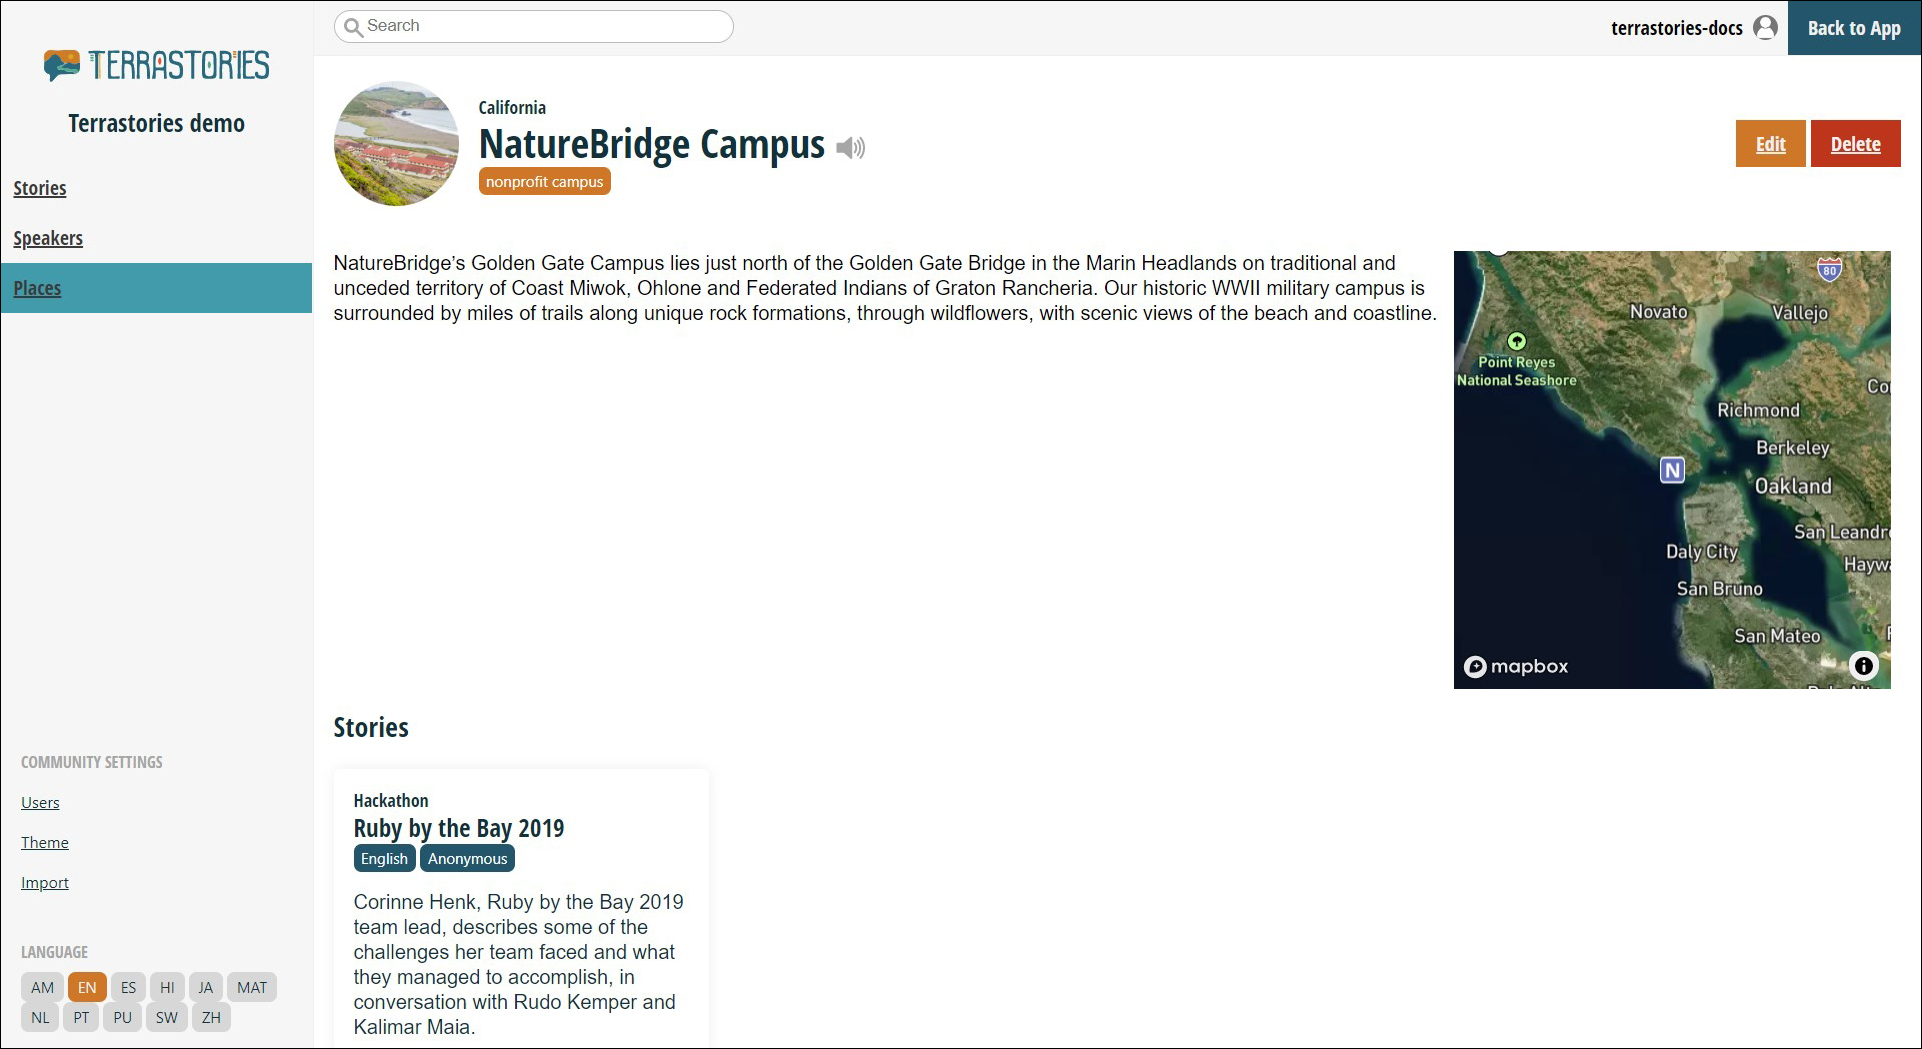 TERRASTORIES
Terrastories demo
Stories
Speakers
Places
COMMUNITY SETTINGS
Users
Theme
Import
LANGUAGE
AM EN ES HI JA MAT
NL PT PU SW ZH
Search
terrastories-docs
Back to App
California
NatureBridge Campus
nonprofit campus
Edit
Delete
NatureBridge’s Golden Gate Campus lies just north of the Golden Gate Bridge in the Marin Headlands on traditional and
unceded territory of Coast Miwok, Ohlone and Federated Indians of Graton Rancheria. Our historic WWII military campus is
surrounded by miles of trails along unique rock formations, through wildflowers, with scenic views of the beach and coastline.
80
Novato
Vallejo
Point Reyes
National Seashore
Co
Richmond
Berkeley
N
Oakland
San Leandr
Daly City
Hayw
San Bruno
San Mateo
mapbox
Stories
Hackathon
Ruby by the Bay 2019
English Anonymous
Corinne Henk, Ruby by the Bay 2019
team lead, describes some of the
challenges her team faced and what
they managed to accomplish, in
conversation with Rudo Kemper and
Kalimar Maia.